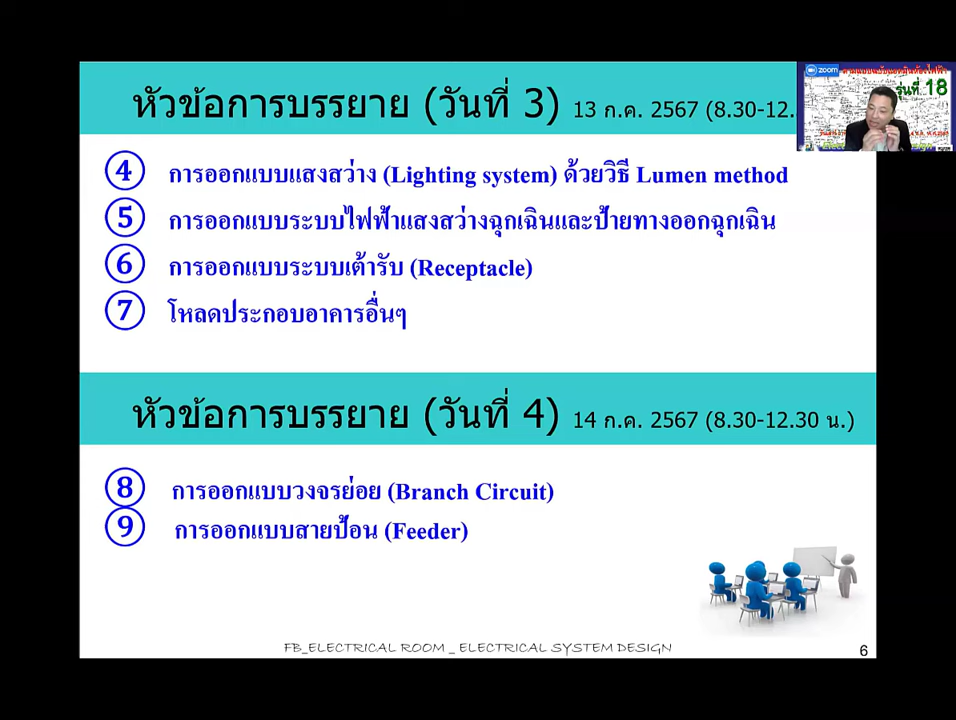 หัวข้อการบรรยาย (วันที่ 3) 13 ก.ค. 2567 (8.30-12.
zoom
รุ่นที่ 18
④ การออกแบบแสงสว่าง (Lighting system) ด้วยวิธี Lumen method
⑤ การออกแบบระบบไฟฟ้าแสงสว่างฉุกเฉินและป้ายทางออกฉุกเฉิน
⑥ การออกแบบระบบเต้ารับ (Receptacle)
⑦ โหลดประกอบอาคารอื่นๆ
หัวข้อการบรรยาย (วันที่ 4) 14 ก.ค. 2567 (8.30-12.30 น.)
⑧ การออกแบบวงจรย่อย (Branch Circuit)
⑨ การออกแบบสายป้อน (Feeder)
FB_ELECTRICAL ROOM _ ELECTRICAL SYSTEM DESIGN
6